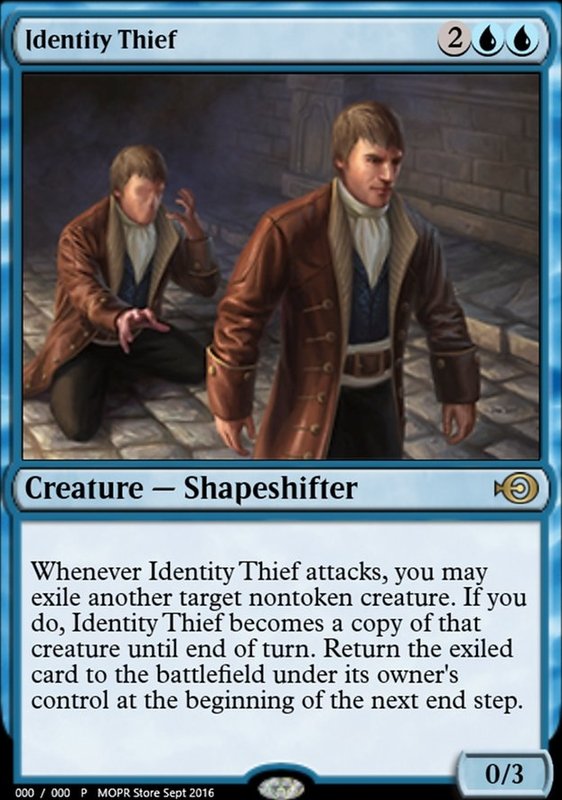 Identity Thief 2
Creature — Shapeshifter
Whenever Identity Thief attacks, you may
exile another target nontoken creature. If you
do, Identity Thief becomes a copy of that
creature until end of turn. Return the exiled
card to the battlefield under its owner's
control at the beginning of the next end step.
0/3
000 / 000 P MOPR Store Sept 2016